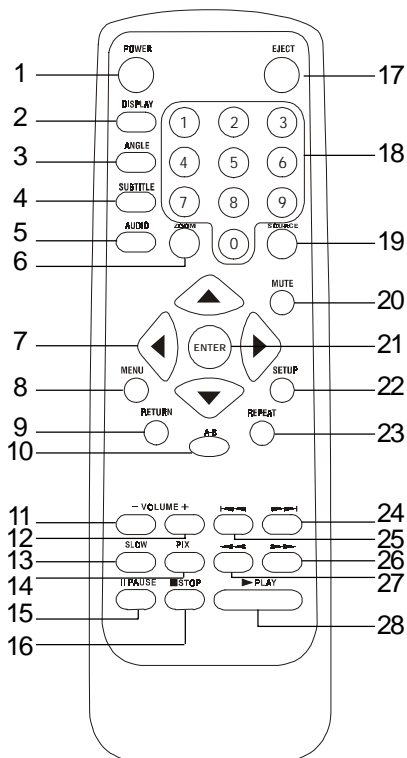 POWER EJECT
1 17
DISPLAY
2 1 2 3
ANGLE
3 4 5 6 18
SUBTITLE
4 7 8 9
AUDIO ZOOM SOURCE
5 0 19
6
MUTE
20
7 ENTER 21
MENU SETUP
8 22
RETURN A-B REPEAT
9 23
10
− VOLUME +
11 24
12 25
SLOW PIX
13 26
14 27
II PAUSE ■STOP ▶ PLAY
15 28
16